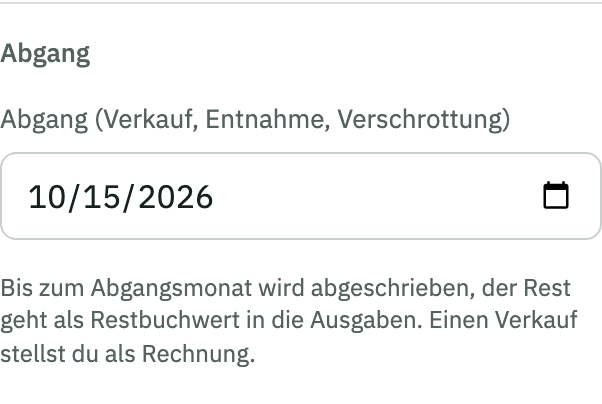 Abgang
Abgang (Verkauf, Entnahme, Verschrottung)
10/15/2026
Bis zum Abgangsmonat wird abgeschrieben, der Rest
geht als Restbuchwert in die Ausgaben. Einen Verkauf
stellst du als Rechnung.